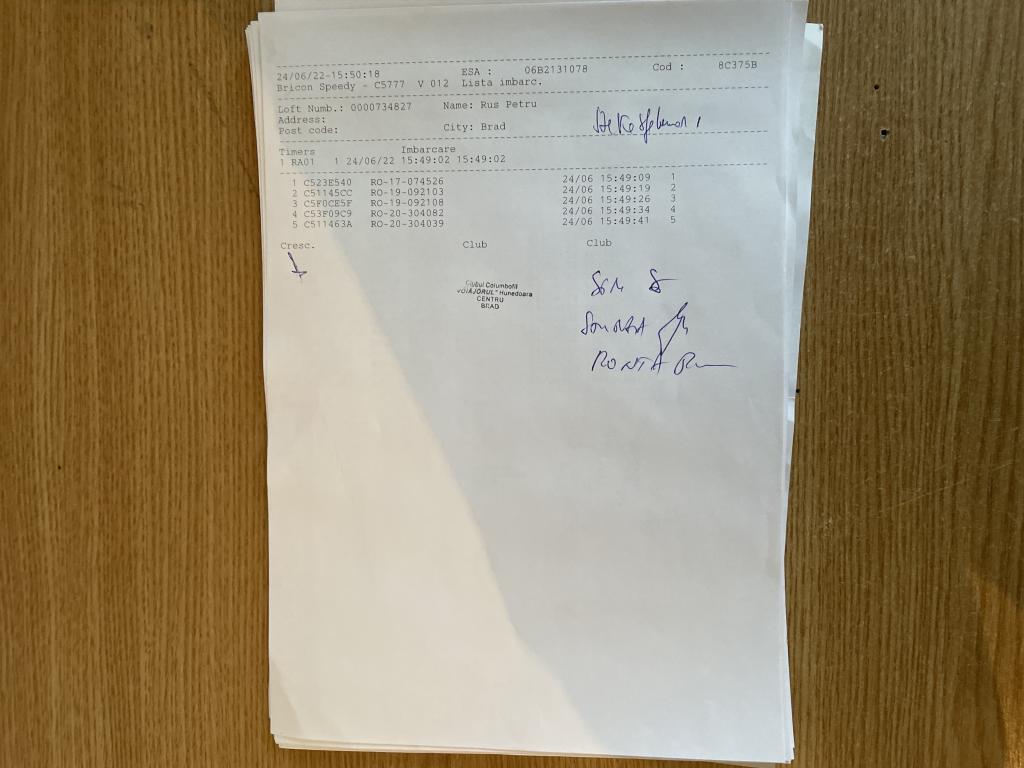 24/06/22-15:50:18 ESA : 06B2131078 Cod : 8C375B
Bricon Speedy - C5777 V 012 Lista imbarc.
Loft Numb.: 0000734827 Name: Rus Petru
Address:
Post code: City: Brad
Timers Imbarcare
1 RA01 1 24/06/22 15:49:02 15:49:02
1 C523E540 RO-17-074526 24/06 15:49:09 1
2 C51145CC RO-19-092103 24/06 15:49:19 2
3 C5F0CE5F RO-19-092108 24/06 15:49:26 3
4 C53F09C9 RO-20-304082 24/06 15:49:34 4
5 C511463A RO-20-304039 24/06 15:49:41 5
Cresc. Club Club
Clubul Columbofil
"VOIAJORUL" Hunedoara
CENTRU
BRAD